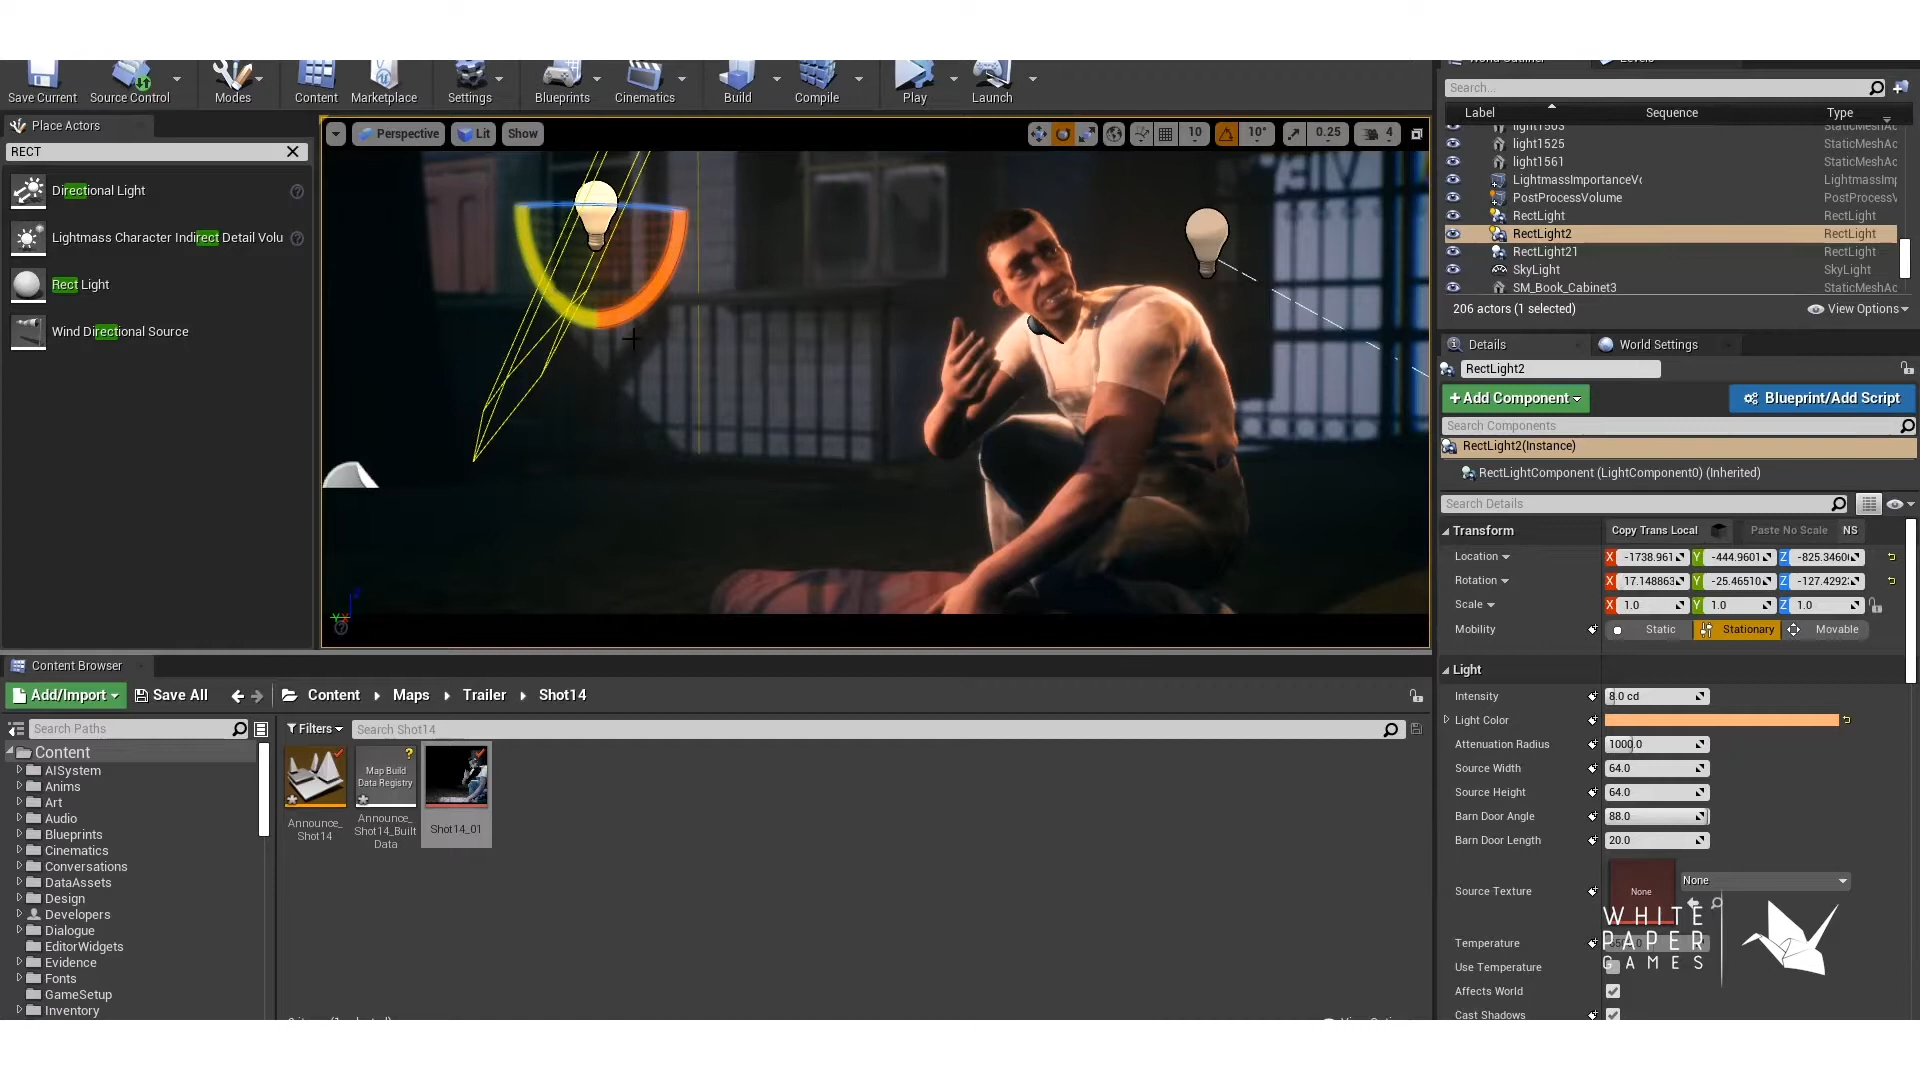 World Outliner
Levels
Save Current
Source Control
Modes
Content
Marketplace
Settings
Blueprints
Cinematics
Build
Compile
Play
Launch
Search...
Label
Sequence
Type
Place Actors
RECT
Perspective
Lit
Show
10
10°
0.25
4
light1503
StaticMeshAc
light1525
StaticMeshAc
light1561
StaticMeshAc
LightmassImportanceVo
LightmassImp
PostProcessVolume
PostProcessV
RectLight
RectLight
RectLight2
RectLight
RectLight21
RectLight
SkyLight
SkyLight
SM_Book_Cabinet3
StaticMeshAc
206 actors (1 selected)
View Options
Directional Light
Lightmass Character Indirect Detail Volu
Rect Light
Wind Directional Source
Details
World Settings
RectLight2
+Add Component
Blueprint/Add Script
Search Components
RectLight2(Instance)
RectLightComponent (LightComponent0) (Inherited)
Search Details
Transform
Copy Trans Local
Paste No Scale
NS
Location
X -1738.961
Y -444.9601
Z -825.3460
Rotation
X 17.148863
Y -25.46510
Z -127.4292
Scale
X 1.0
Y 1.0
Z 1.0
Mobility
Static
Stationary
Movable
Light
Intensity
8.0 cd
Light Color
Attenuation Radius
1000.0
Source Width
64.0
Source Height
64.0
Barn Door Angle
88.0
Barn Door Length
20.0
Source Texture
None
None
Temperature
Use Temperature
Affects World
Cast Shadows
WHITE
PAPER
GAMES
Content Browser
Add/Import
Save All
Content
Maps
Trailer
Shot14
Search Paths
Filters
Search Shot14
Content
AISystem
Anims
Art
Audio
Blueprints
Cinematics
Conversations
DataAssets
Design
Developers
Dialogue
EditorWidgets
Evidence
Fonts
GameSetup
Inventory
Map Build
Data Registry
Announce_
Shot14
Announce_
Shot14_Built
Data
Shot14_01